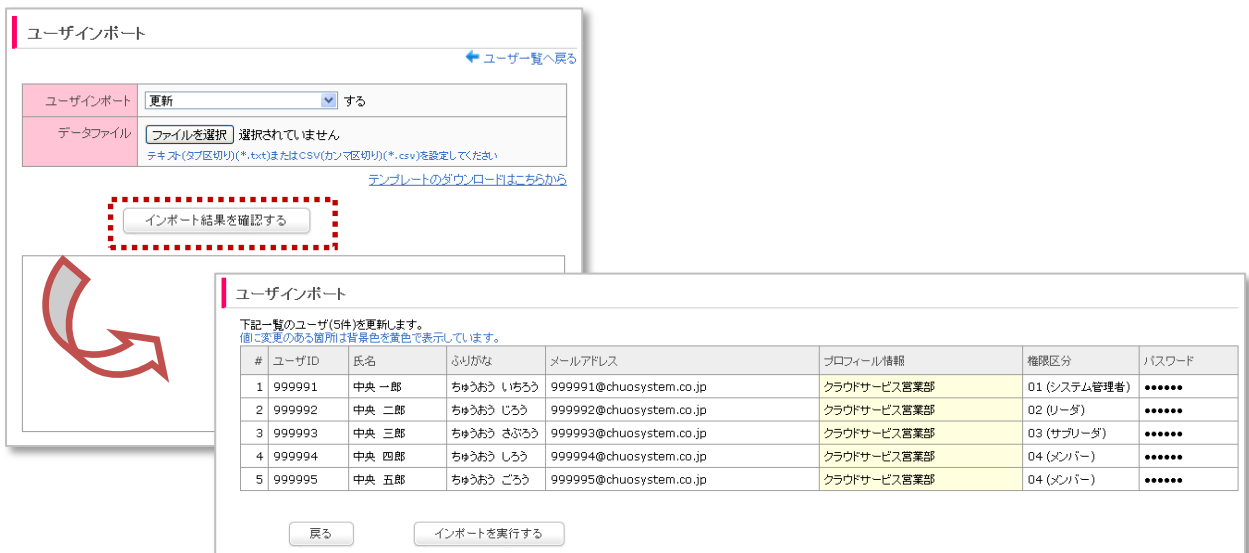 ユーザインポート
ユーザー覧へ戻る
ユーザインポート 更新 する
データファイル ファイルを選択 選択されていません
テキスト(タブ区切り)(*.txt)またはCSV(カンマ区切り)(*.csv)を設定してください
テンプレートのダウンロードはこちらから
インポート結果を確認する
ユーザインポート
下記一覧のユーザ(5件)を更新します。
値に変更のある箇所は背景色を黄色で表示しています。
# ユーザID 氏名 ふりがな メールアドレス プロフィール情報 権限区分 パスワード
1 999991 中央 一郎 ちゅうおう いちろう 999991@chuosystem.co.jp クラウドサービス営業部 01 (システム管理者) ●●●●●●
2 999992 中央 二郎 ちゅうおう じろう 999992@chuosystem.co.jp クラウドサービス営業部 02 (リーダ) ●●●●●●
3 999993 中央 三郎 ちゅうおう さぶろう 999993@chuosystem.co.jp クラウドサービス営業部 03 (サブリーダ) ●●●●●●
4 999994 中央 四郎 ちゅうおう しろう 999994@chuosystem.co.jp クラウドサービス営業部 04 (メンバー) ●●●●●●
5 999995 中央 五郎 ちゅうおう ごろう 999995@chuosystem.co.jp クラウドサービス営業部 04 (メンバー) ●●●●●●
戻る インポートを実行する